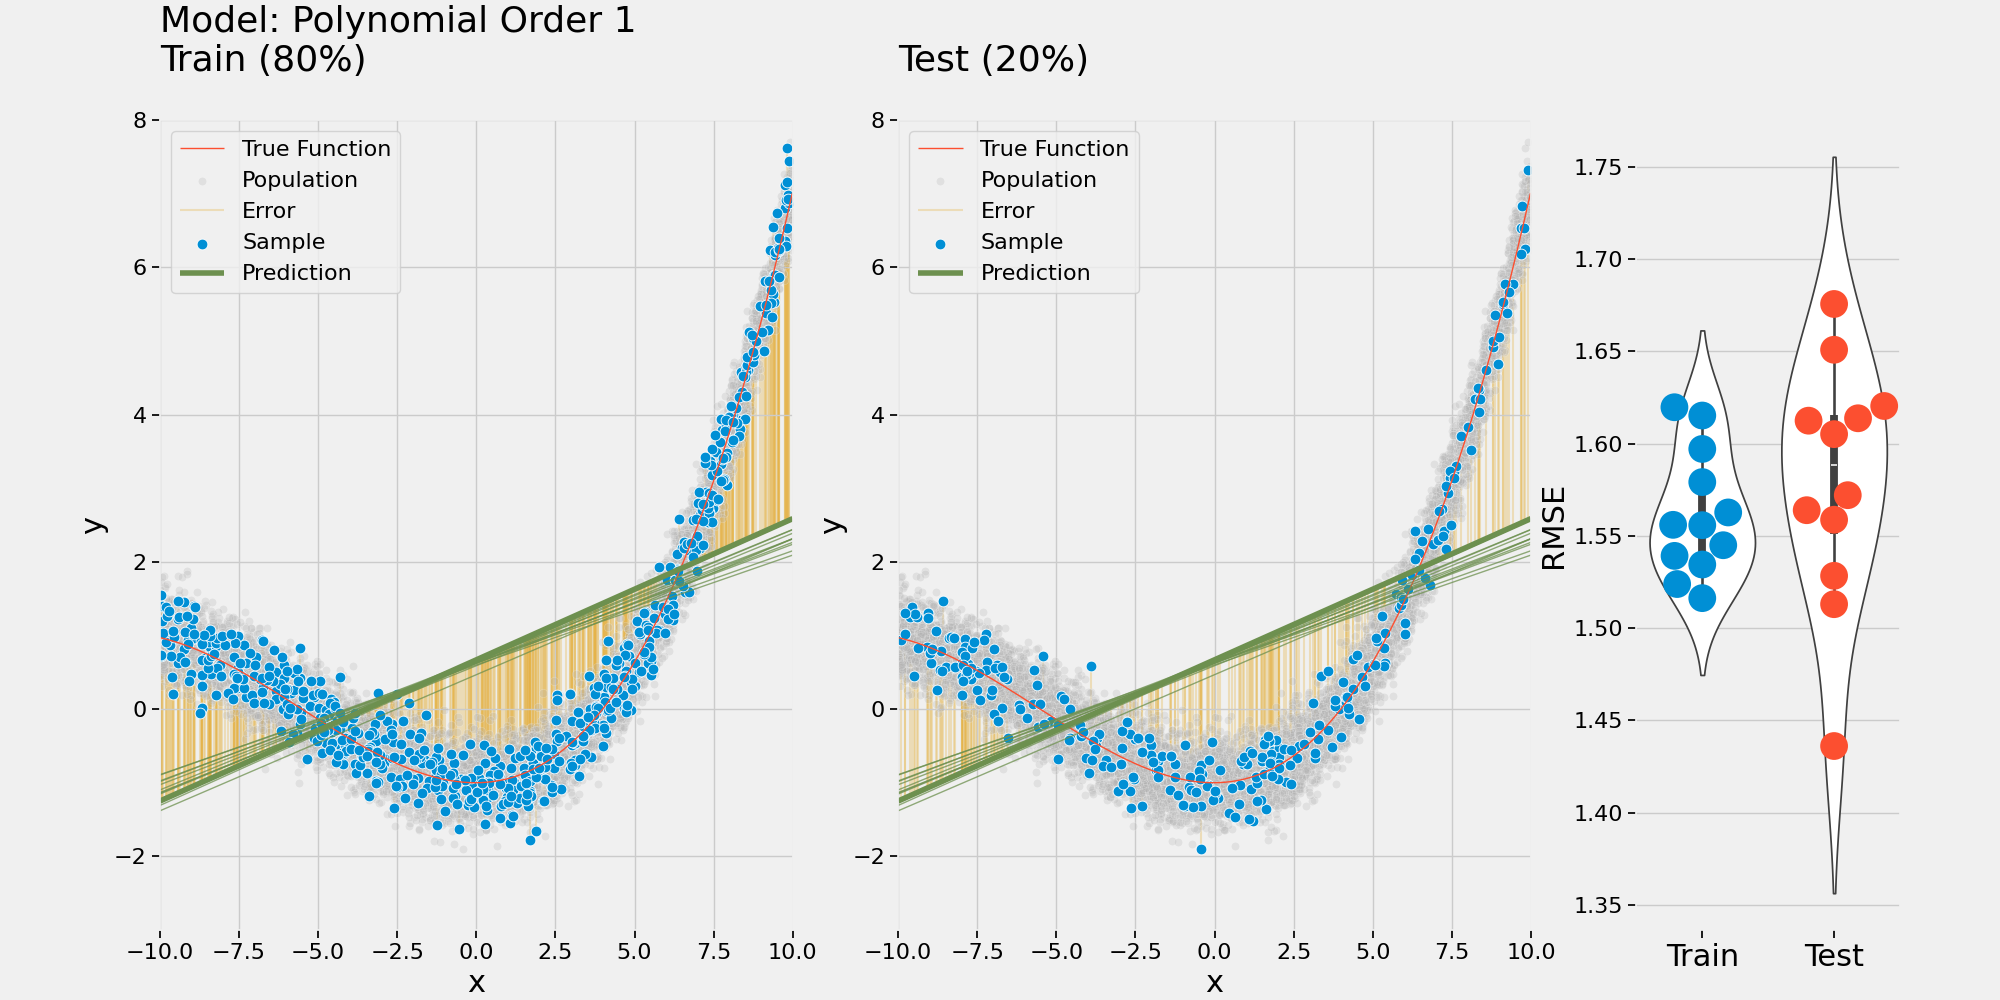 Model: Polynomial Order 1
Train (80%)
Test (20%)
8
6
4
2
0
−2
y
True Function
Population
Error
Sample
Prediction
−10.0 −7.5 −5.0 −2.5 0.0 2.5 5.0 7.5 10.0
x
8
6
4
2
0
−2
y
True Function
Population
Error
Sample
Prediction
−10.0 −7.5 −5.0 −2.5 0.0 2.5 5.0 7.5 10.0
x
1.75
1.70
1.65
1.60
1.55
1.50
1.45
1.40
1.35
RMSE
Train Test